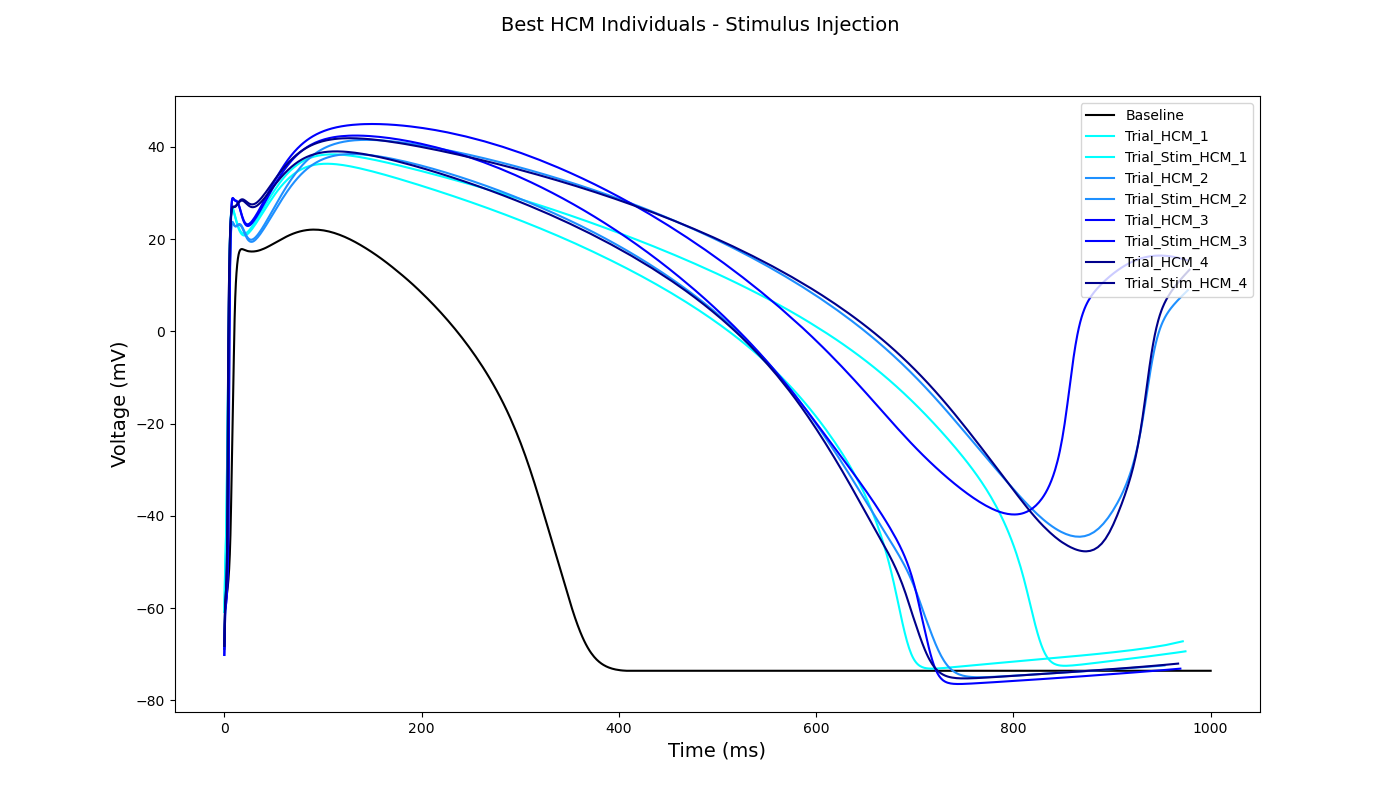 Best HCM Individuals - Stimulus Injection
Baseline
Trial_HCM_1
Trial_Stim_HCM_1
Trial_HCM_2
Trial_Stim_HCM_2
Trial_HCM_3
Trial_Stim_HCM_3
Trial_HCM_4
Trial_Stim_HCM_4
Voltage (mV)
40
20
0
−20
−40
−60
−80
0 200 400 600 800 1000
Time (ms)